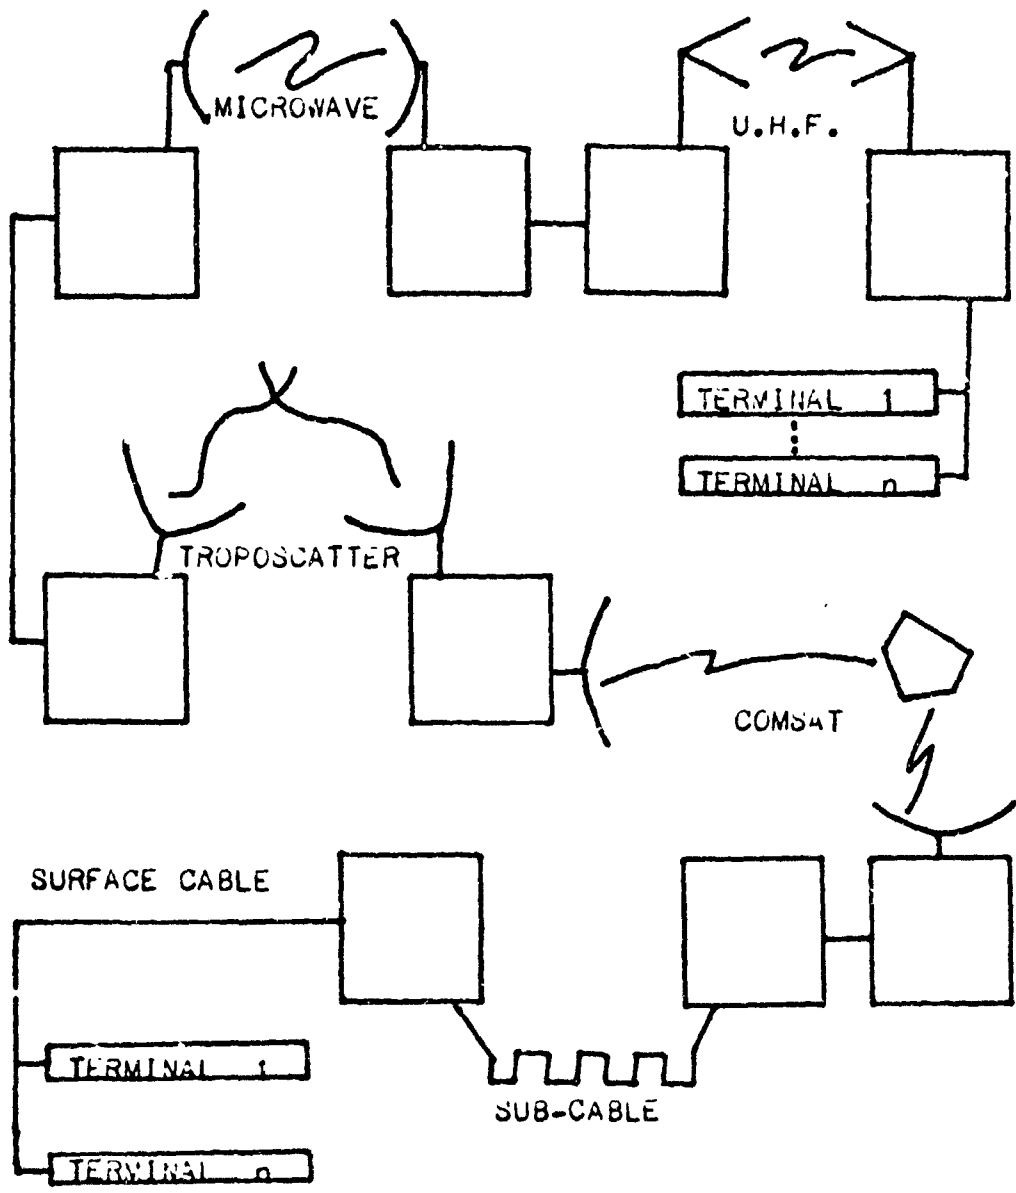 MICROWAVE
U.H.F.
TERMINAL 1
TERMINAL n
TROPOSCATTER
COMSAT
SURFACE CABLE
TERMINAL 1
SUB-CABLE
TERMINAL n